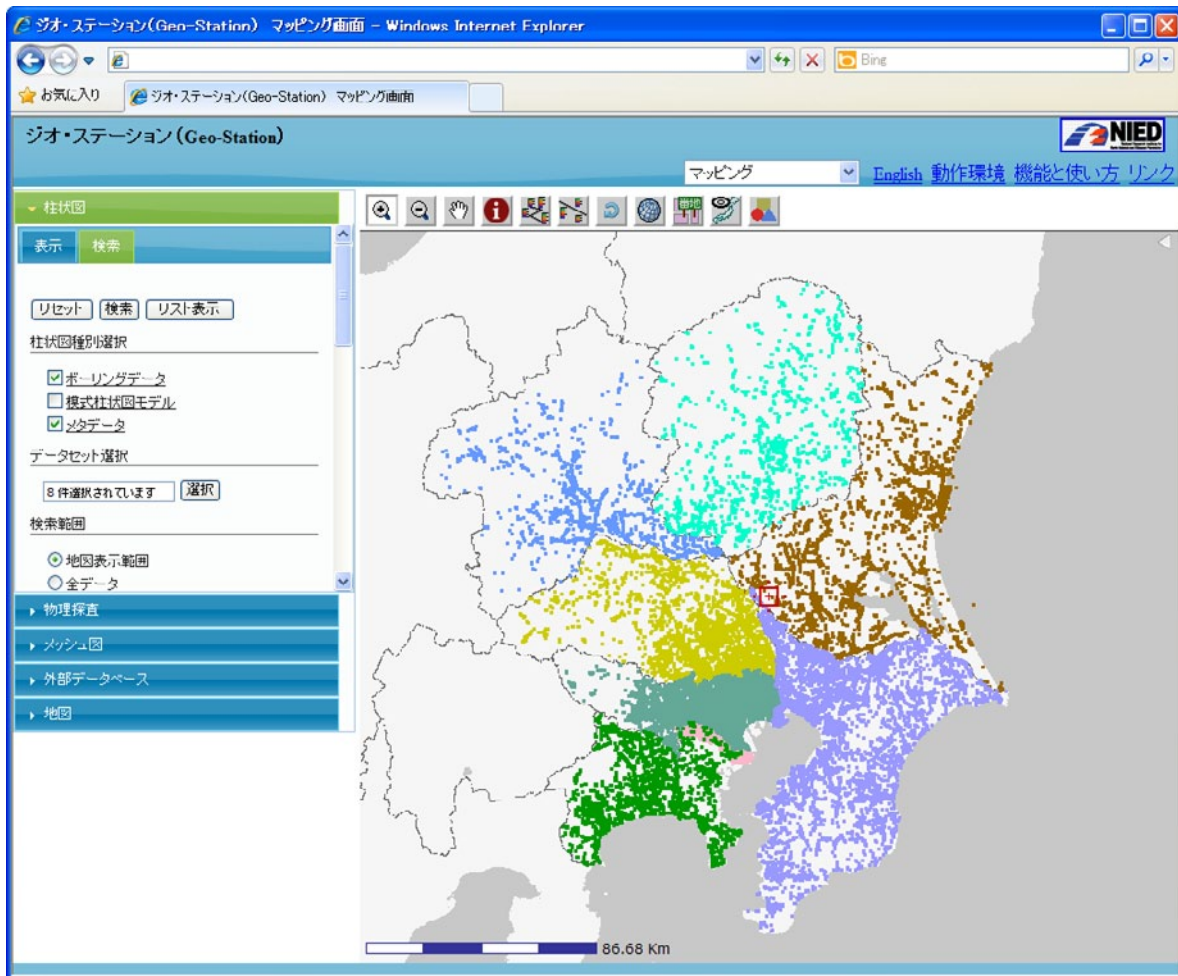 ジオ・ステーション(Geo-Station) マッピング画面 - Windows Internet Explorer
Bing
お気に入り
ジオ・ステーション(Geo-Station) マッピング画面
ジオ・ステーション(Geo-Station)
NIED
マッピング
English 動作環境 機能と使い方 リンク
柱状図
表示 検索
リセット 検索 リスト表示
柱状図種別選択
ボーリングデータ
模式柱状図モデル
メタデータ
データセット選択
8 件選択されています 選択
検索範囲
地図表示範囲
全データ
物理探査
メッシュ図
外部データベース
地図
86.68 Km